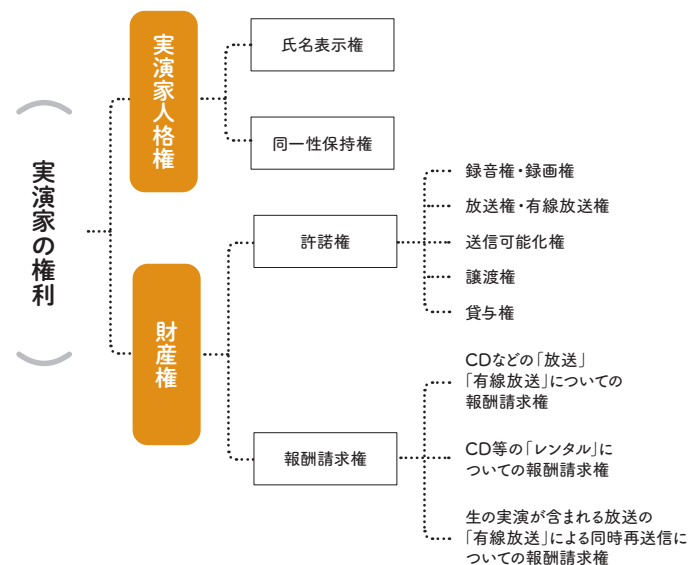 実演家の権利
実演家人格権
氏名表示権
同一性保持権
財産権
許諾権
録音権・録画権
放送権・有線放送権
送信可能化権
譲渡権
貸与権
報酬請求権
CDなどの「放送」
「有線放送」についての
報酬請求権
CD等の「レンタル」に
ついての報酬請求権
生の実演が含まれる放送の
「有線放送」による同時再送信に
ついての報酬請求権